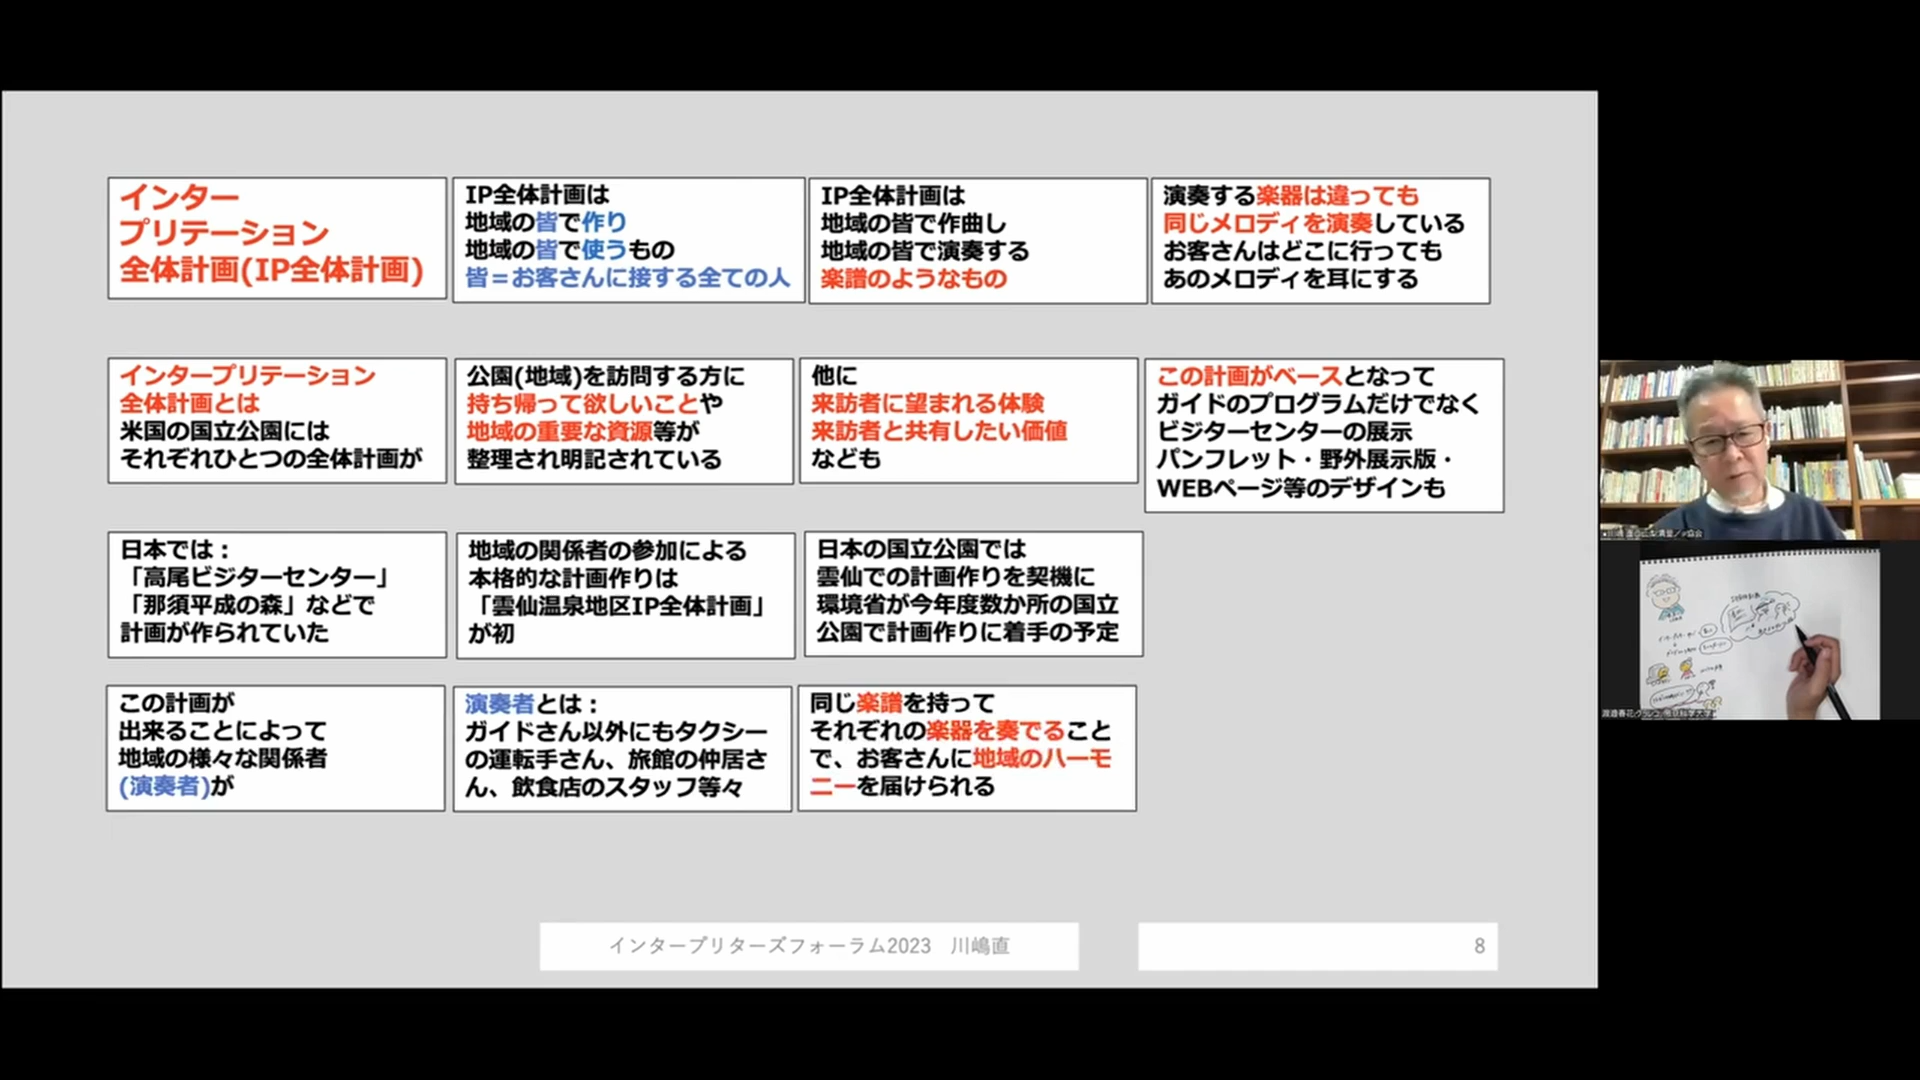 インター
プリテーション
全体計画(IP全体計画)
IP全体計画は
地域の皆で作り
地域の皆で使うもの
皆＝お客さんに接する全ての人
IP全体計画は
地域の皆で作曲し
地域の皆で演奏する
楽譜のようなもの
演奏する楽器は違っても
同じメロディを演奏している
お客さんはどこに行っても
あのメロディを耳にする
インタープリテーション
全体計画とは
米国の国立公園には
それぞれひとつの全体計画が
公園(地域)を訪問する方に
持ち帰って欲しいことや
地域の重要な資源等が
整理され明記されている
他に
来訪者に望まれる体験
来訪者と共有したい価値
なども
この計画がベースとなって
ガイドのプログラムだけでなく
ビジターセンターの展示
パンフレット・野外展示版・
WEBページ等のデザインも
日本では：
「高尾ビジターセンター」
「那須平成の森」などで
計画が作られていた
地域の関係者の参加による
本格的な計画作りは
「雲仙温泉地区IP全体計画」
が初
日本の国立公園では
雲仙での計画作りを契機に
環境省が今年度数か所の国立
公園で計画作りに着手の予定
この計画が
出来ることによって
地域の様々な関係者
(演奏者)が
演奏者とは：
ガイドさん以外にもタクシー
の運転手さん、旅館の仲居さ
ん、飲食店のスタッフ等々
同じ楽譜を持って
それぞれの楽器を奏でること
で、お客さんに地域のハーモ
ニーを届けられる
インタープリターズフォーラム2023　川嶋直
8